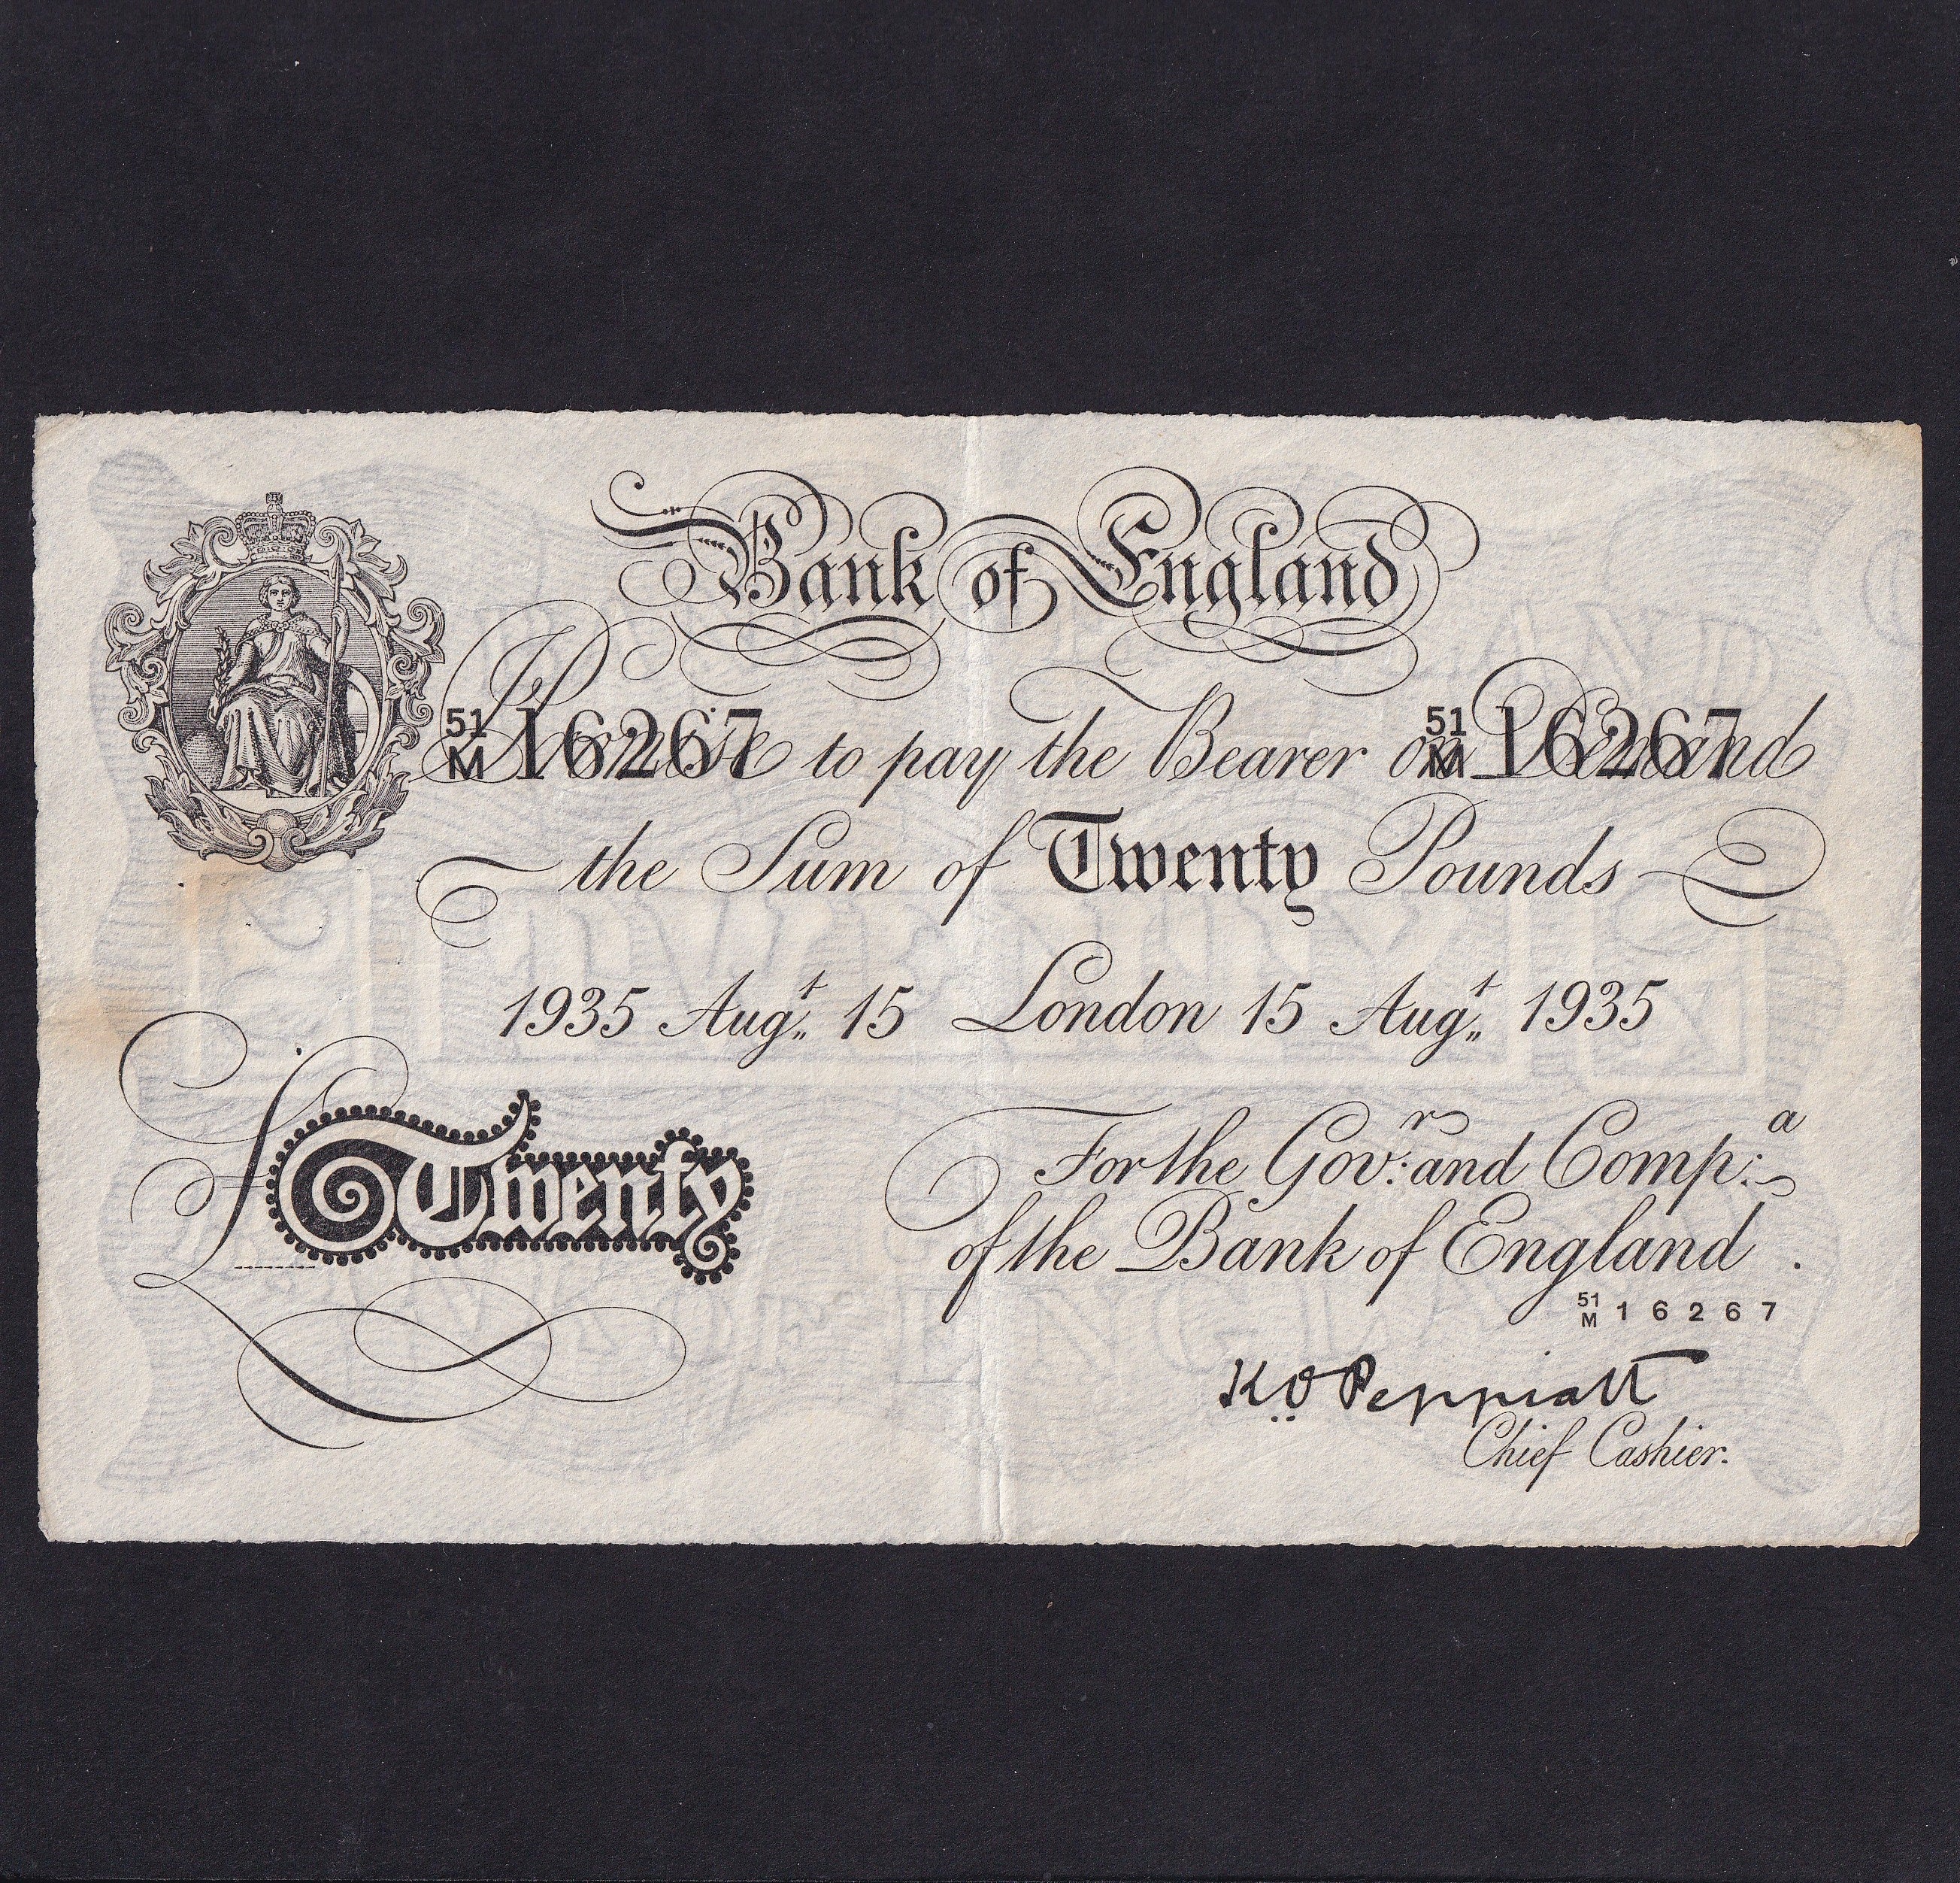 Bank of England
51/M 16267 51/M 16267
Promise to pay the Bearer on Demand
the Sum of Twenty Pounds
1935 Augt. 15 London 15 Augt. 1935
For the Govr: and Compa:
£Twenty
of the Bank of England.
51/M 16267
K.O. Peppiatt
Chief Cashier.